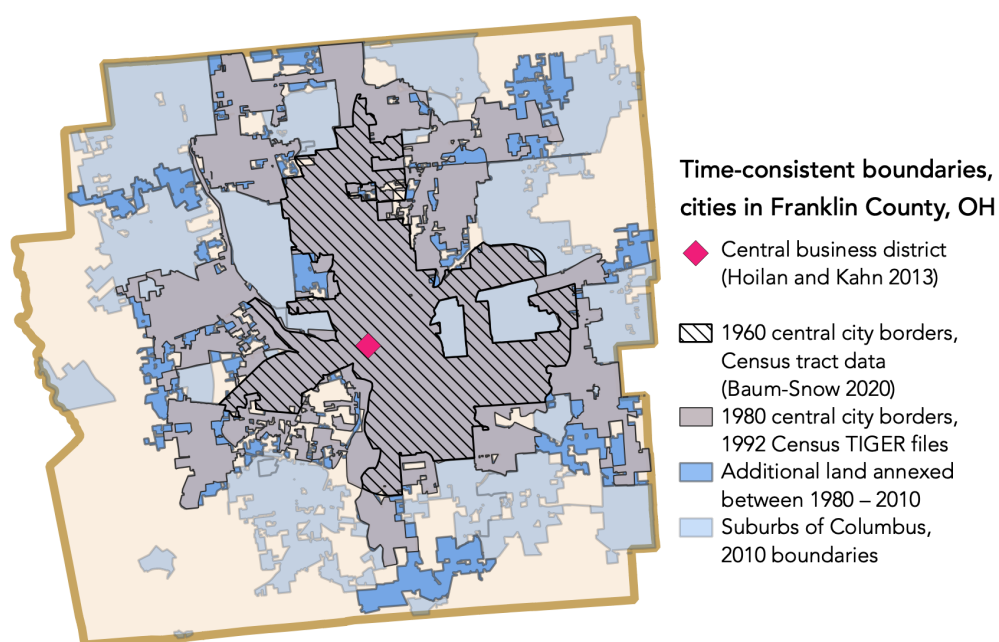 Time-consistent boundaries,
cities in Franklin County, OH
Central business district
(Hoilan and Kahn 2013)
1960 central city borders,
Census tract data
(Baum-Snow 2020)
1980 central city borders,
1992 Census TIGER files
Additional land annexed
between 1980 – 2010
Suburbs of Columbus,
2010 boundaries